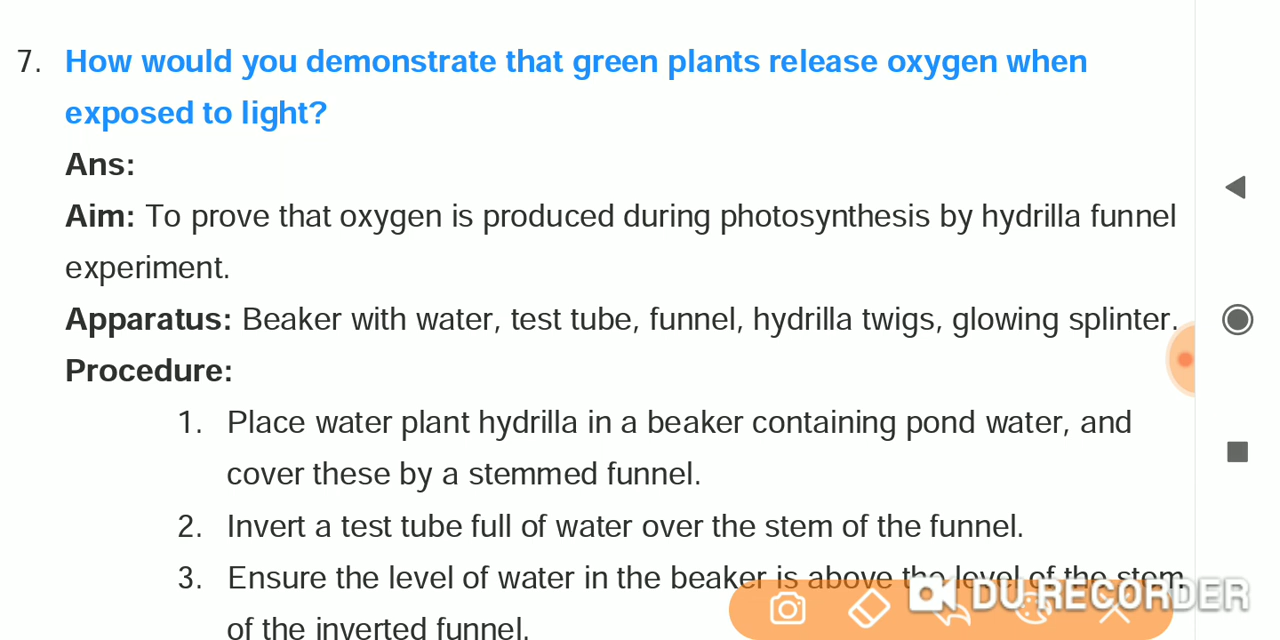 7. How would you demonstrate that green plants release oxygen when
exposed to light?
Ans:
Aim: To prove that oxygen is produced during photosynthesis by hydrilla funnel
experiment.
Apparatus: Beaker with water, test tube, funnel, hydrilla twigs, glowing splinter.
Procedure:
1. Place water plant hydrilla in a beaker containing pond water, and
cover these by a stemmed funnel.
2. Invert a test tube full of water over the stem of the funnel.
3. Ensure the level of water in the beaker is above the level of the stem
of the inverted funnel.
DU RECORDER